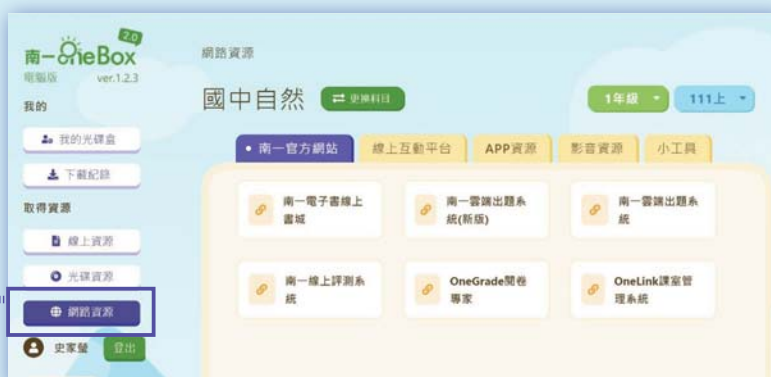 2.0
南一OneBox
電腦版 ver.1.2.3
我的
我的光碟盒
下載紀錄
取得資源
線上資源
光碟資源
網路資源
史家瑩 登出
網路資源
國中自然 更換科目
1年級 111上
• 南一官方網站 線上互動平台 APP資源 影音資源 小工具
南一電子書線上
書城
南一雲端出題系
統(新版)
南一雲端出題系
統
南一線上評測系
統
OneGrade閱卷
專家
OneLink課室管
理系統